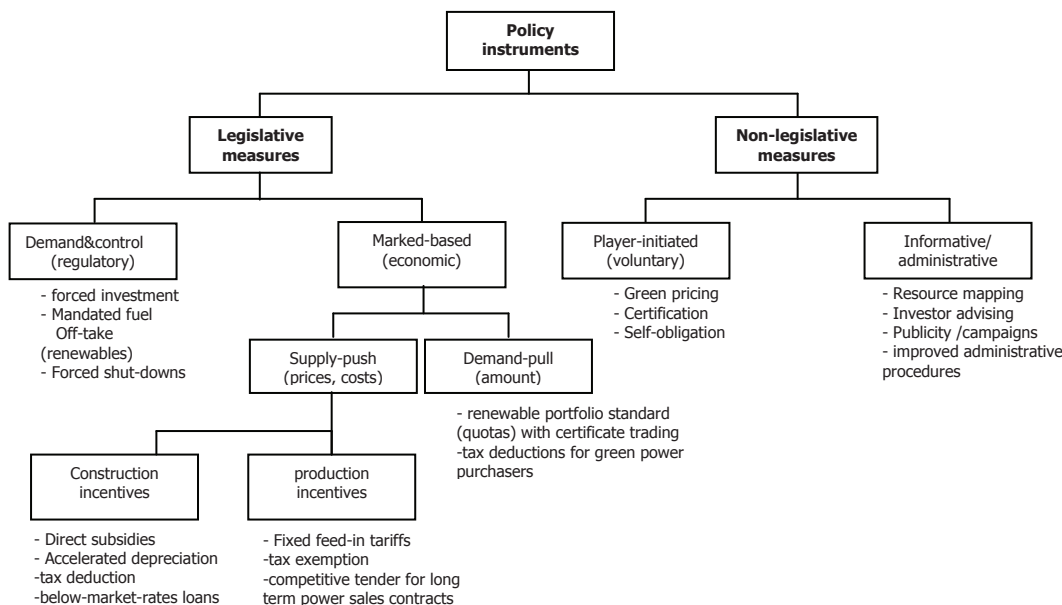 Policy
instruments
Legislative
measures
Non-legislative
measures
Demand&control
(regulatory)
- forced investment
- Mandated fuel
Off-take
(renewables)
- Forced shut-downs
Marked-based
(economic)
Player-initiated
(voluntary)
- Green pricing
- Certification
- Self-obligation
Informative/
administrative
- Resource mapping
- Investor advising
- Publicity /campaigns
- improved administrative
procedures
Supply-push
(prices, costs)
Demand-pull
(amount)
- renewable portfolio standard
(quotas) with certificate trading
-tax deductions for green power
purchasers
Construction
incentives
- Direct subsidies
- Accelerated depreciation
-tax deduction
-below-market-rates loans
production
incentives
- Fixed feed-in tariffs
-tax exemption
-competitive tender for long
term power sales contracts